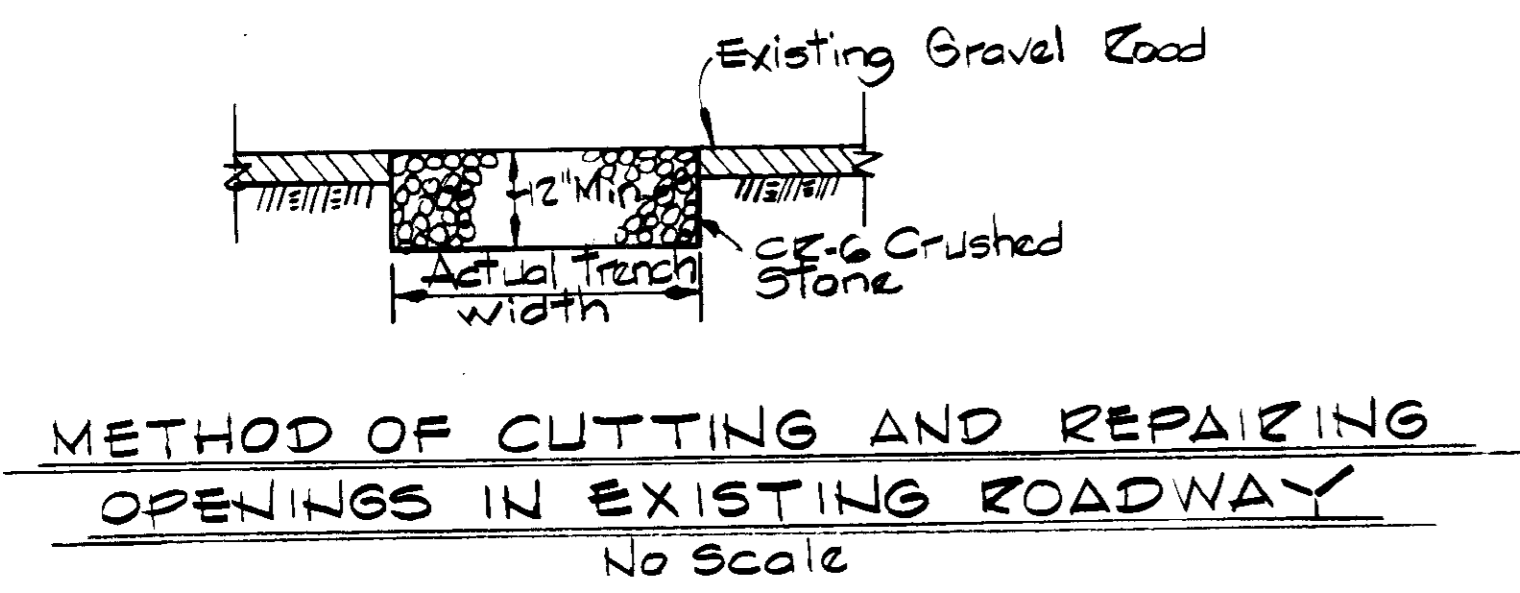 Existing Gravel Road
12" Min.
CR-6 Crushed
Stone
Actual Trench
Width
METHOD OF CUTTING AND REPAIRING
OPENINGS IN EXISTING ROADWAY
No Scale